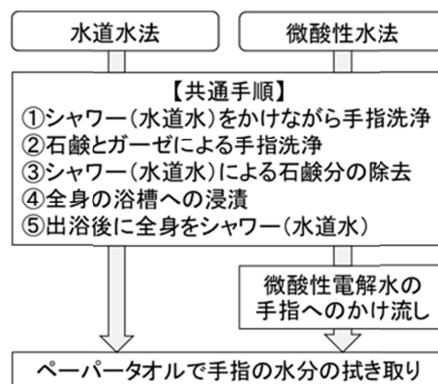 水道水法
微酸性水法
【共通手順】
①シャワー(水道水)をかけながら手指洗浄
②石鹸とガーゼによる手指洗浄
③シャワー(水道水)による石鹸分の除去
④全身の浴槽への浸漬
⑤出浴後に全身をシャワー(水道水)
微酸性電解水の
手指へのかけ流し
ペーパータオルで手指の水分の拭き取り